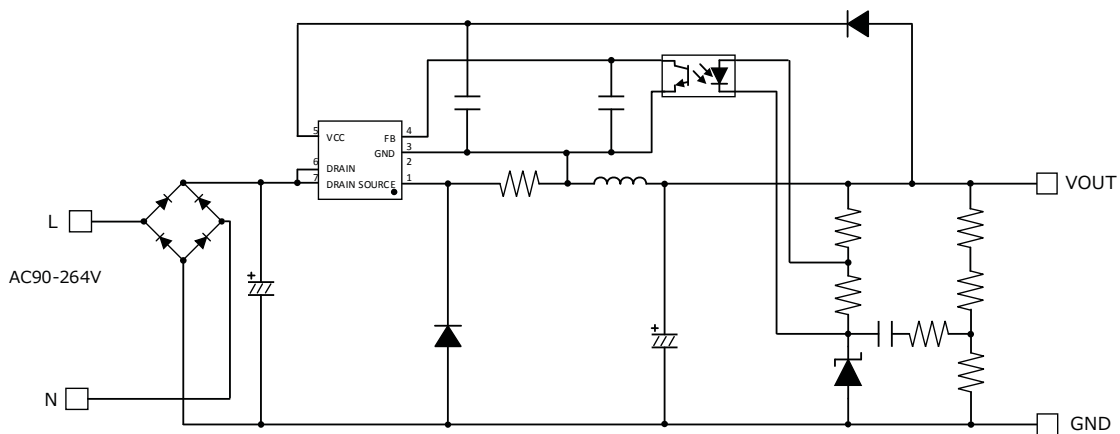 5 VCC FB 4
GND 3
6 DRAIN 2
7 DRAIN SOURCE 1
VOUT
L
AC90-264V
N
GND